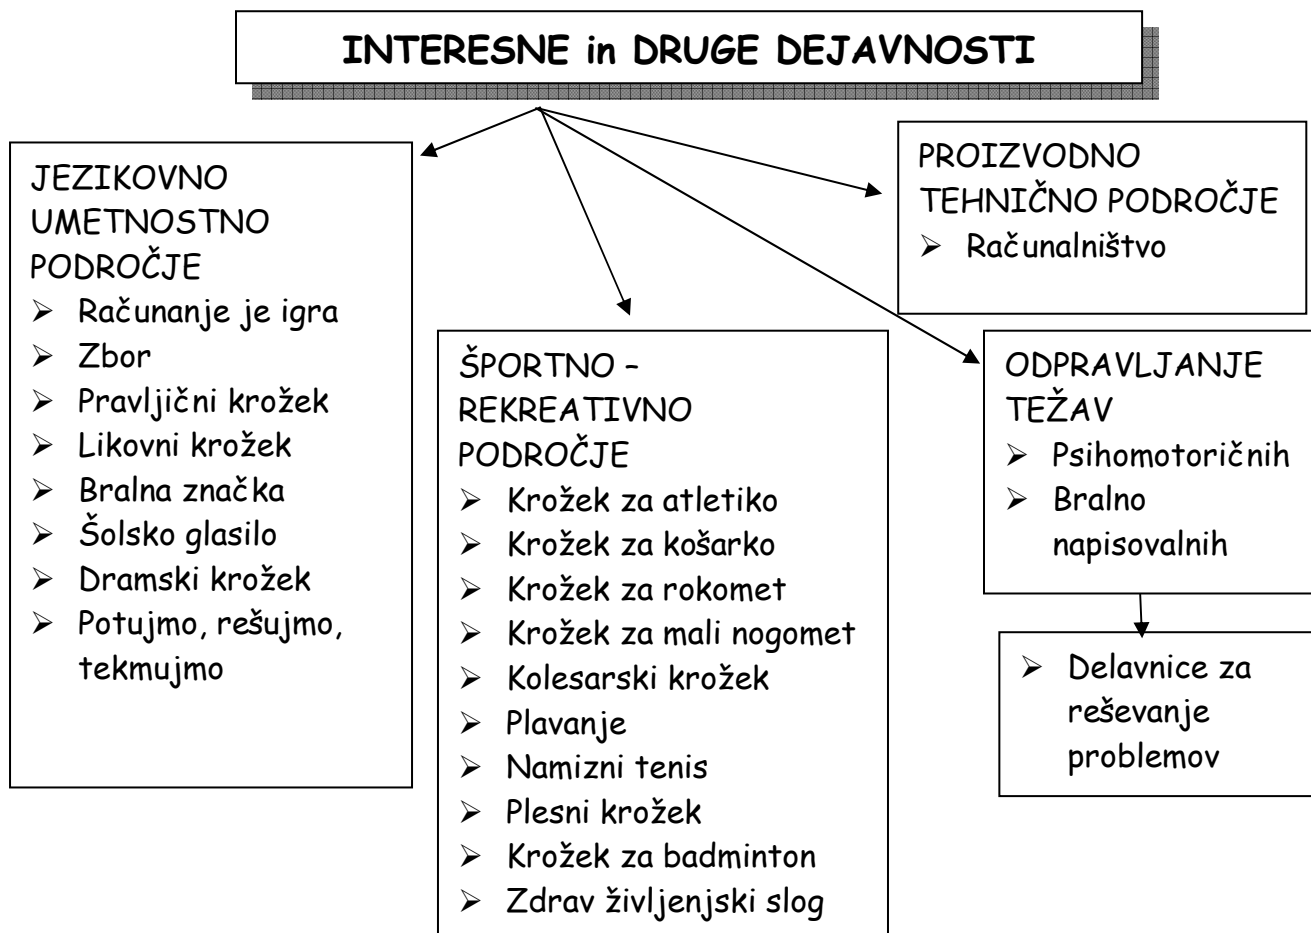 INTERESNE in DRUGE DEJAVNOSTI
JEZIKOVNO
UMETNOSTNO
PODROČJE
➢ Računanje je igra
➢ Zbor
➢ Pravljični krožek
➢ Likovni krožek
➢ Bralna značka
➢ Šolsko glasilo
➢ Dramski krožek
➢ Potujmo, rešujmo,
tekmujmo
ŠPORTNO –
REKREATIVNO
PODROČJE
➢ Krožek za atletiko
➢ Krožek za košarko
➢ Krožek za rokomet
➢ Krožek za mali nogomet
➢ Kolesarski krožek
➢ Plavanje
➢ Namizni tenis
➢ Plesni krožek
➢ Krožek za badminton
➢ Zdrav življenjski slog
PROIZVODNO
TEHNIČNO PODROČJE
➢ Računalništvo
ODPRAVLJANJE
TEŽAV
➢ Psihomotoričnih
➢ Bralno
napisovalnih
➢ Delavnice za
reševanje
problemov